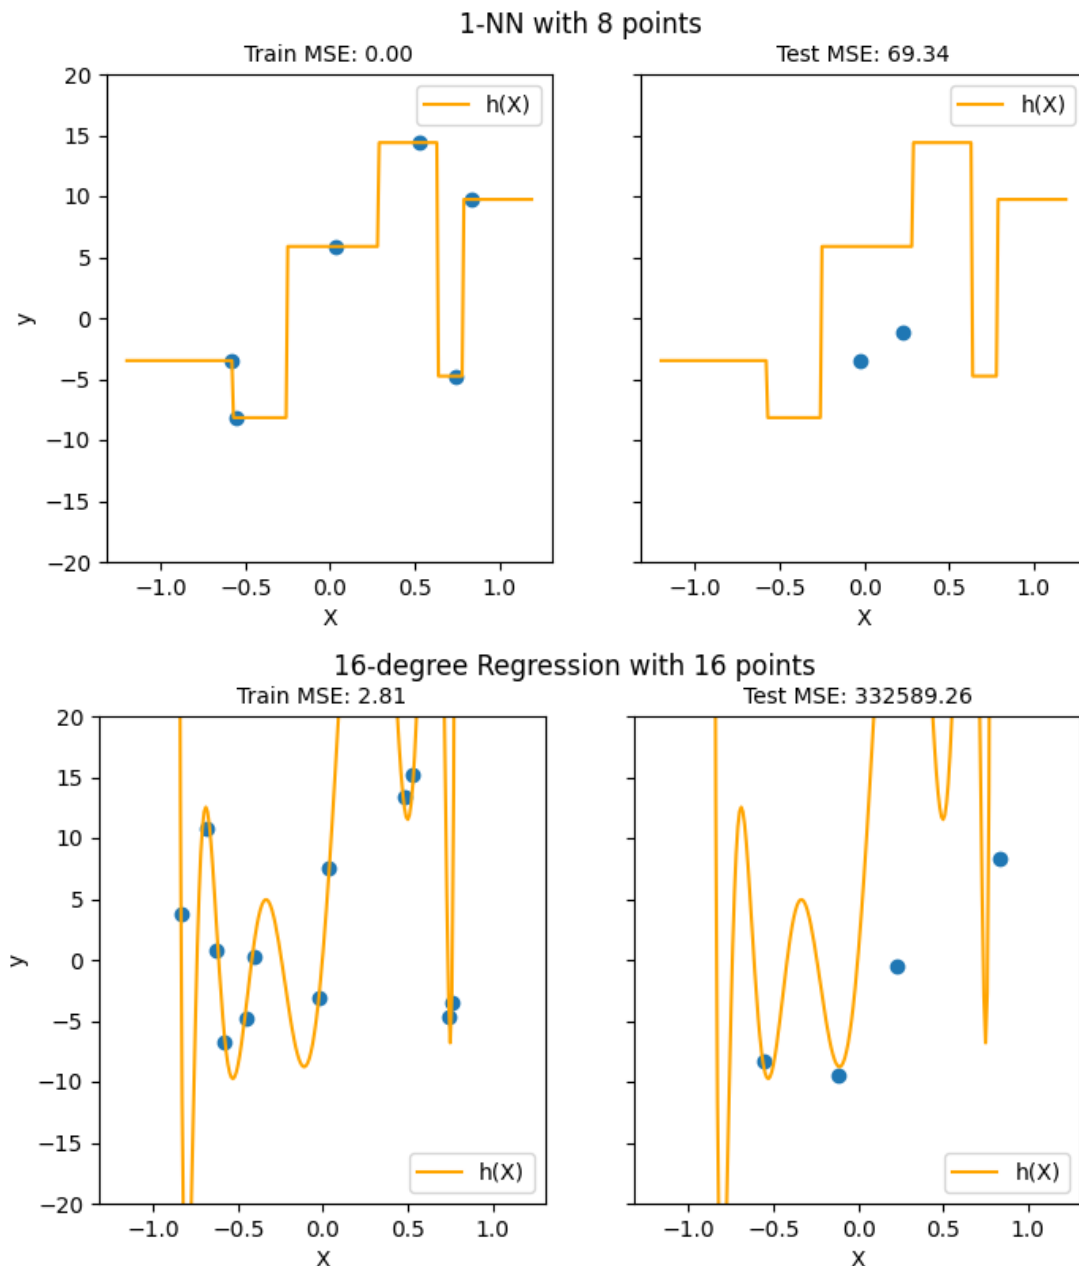 1-NN with 8 points
Train MSE: 0.00
Test MSE: 69.34
20
15
10
5
0
−5
−10
−15
−20
y
h(X)
h(X)
−1.0 −0.5 0.0 0.5 1.0
−1.0 −0.5 0.0 0.5 1.0
X
X
16-degree Regression with 16 points
Train MSE: 2.81
Test MSE: 332589.26
20
15
10
5
0
−5
−10
−15
−20
y
h(X)
h(X)
−1.0 −0.5 0.0 0.5 1.0
−1.0 −0.5 0.0 0.5 1.0
X
X